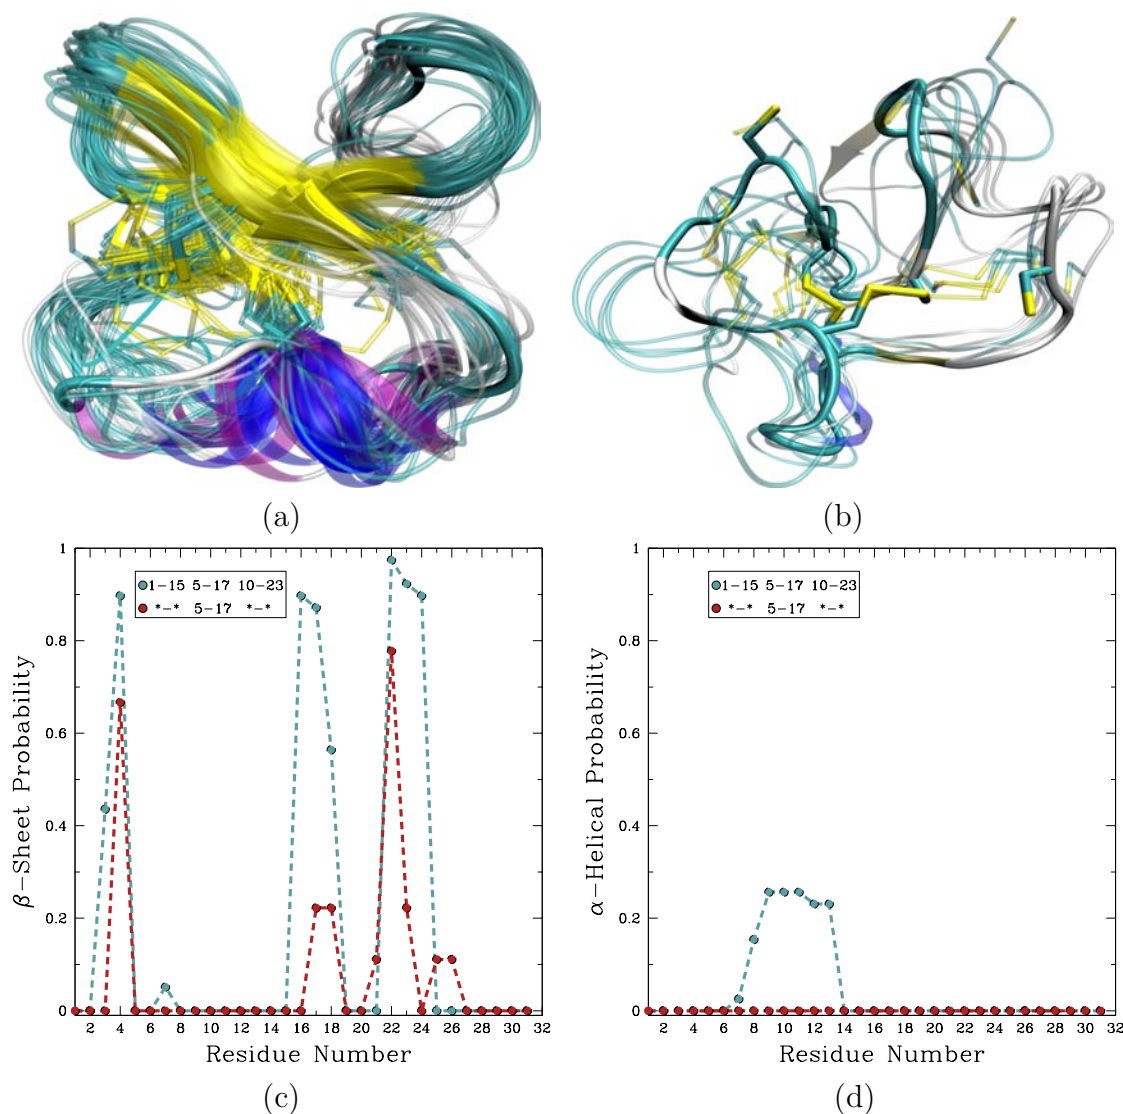 (a)
(b)
β-Sheet Probability
1
0.8
0.6
0.4
0.2
0
1-15 5-17 10-23
*-* 5-17 *-*
2 4 6 8 10 12 14 16 18 20 22 24 26 28 30 32
Residue Number
(c)
α-Helical Probability
1
0.8
0.6
0.4
0.2
0
1-15 5-17 10-23
*-* 5-17 *-*
2 4 6 8 10 12 14 16 18 20 22 24 26 28 30 32
Residue Number
(d)